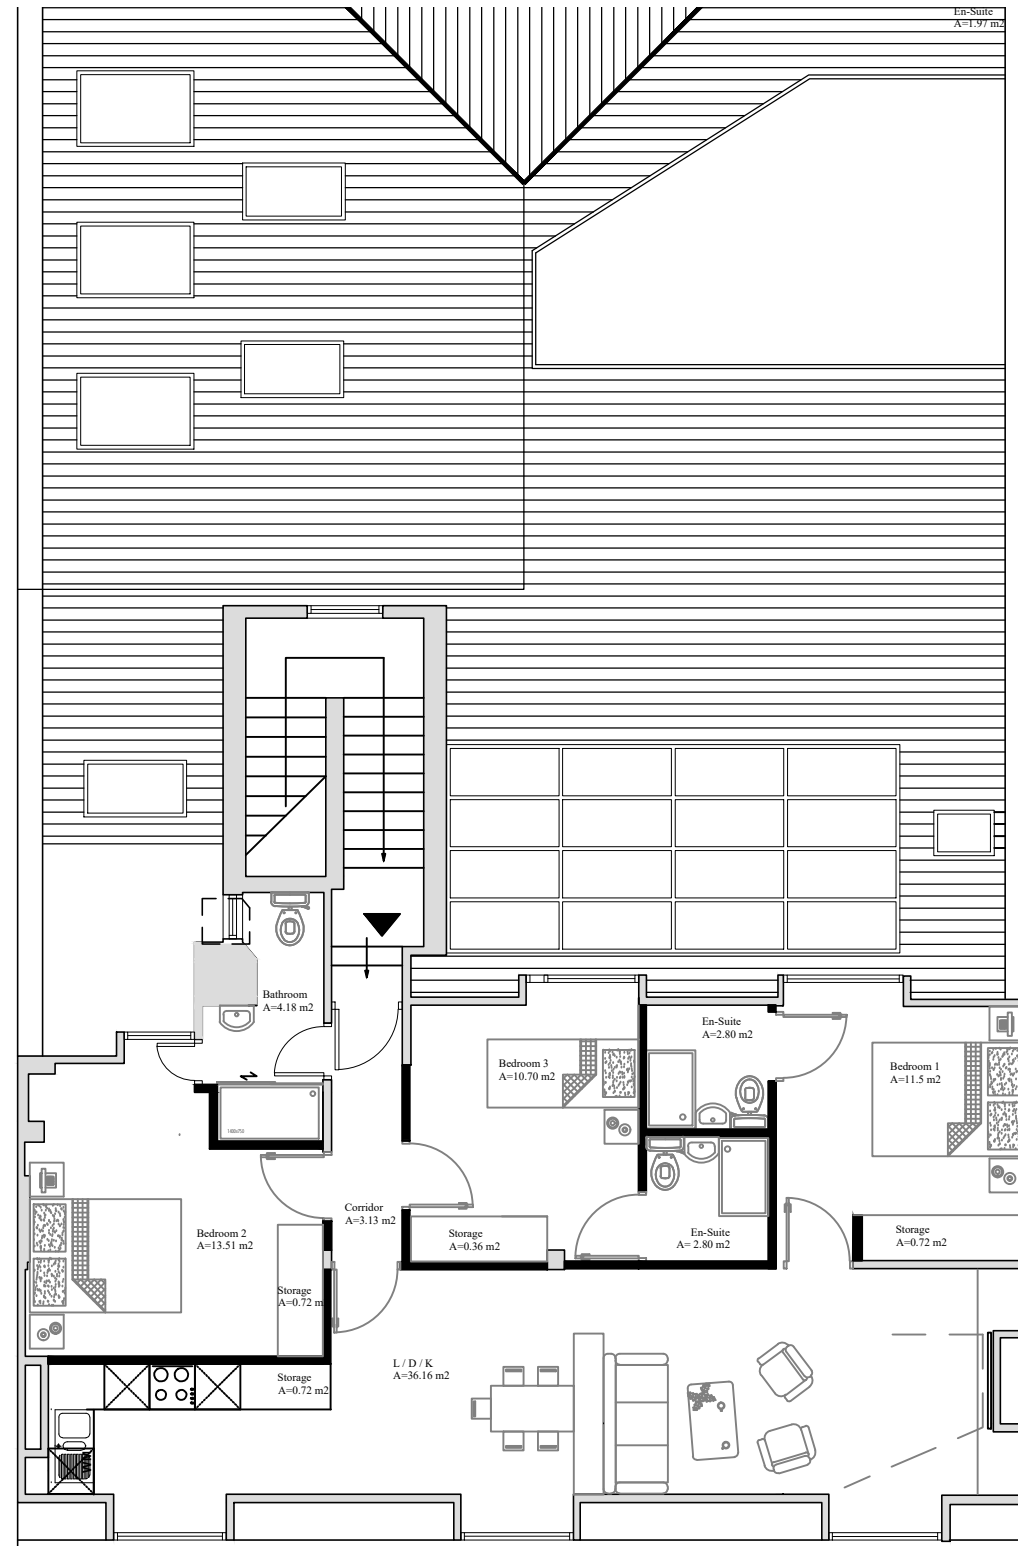 En-Suite
A=1.97 m2
Bathroom
A=4.18 m2
En-Suite
A=2.80 m2
Bedroom 3
A=10.70 m2
Bedroom 1
A=11.5 m2
Corridor
A=3.13 m2
Bedroom 2
A=13.51 m2
Storage
A=0.36 m2
En-Suite
A= 2.80 m2
Storage
A=0.72 m2
Storage
A=0.72 m
L / D / K
A=36.16 m2
Storage
A=0.72 m2
WM